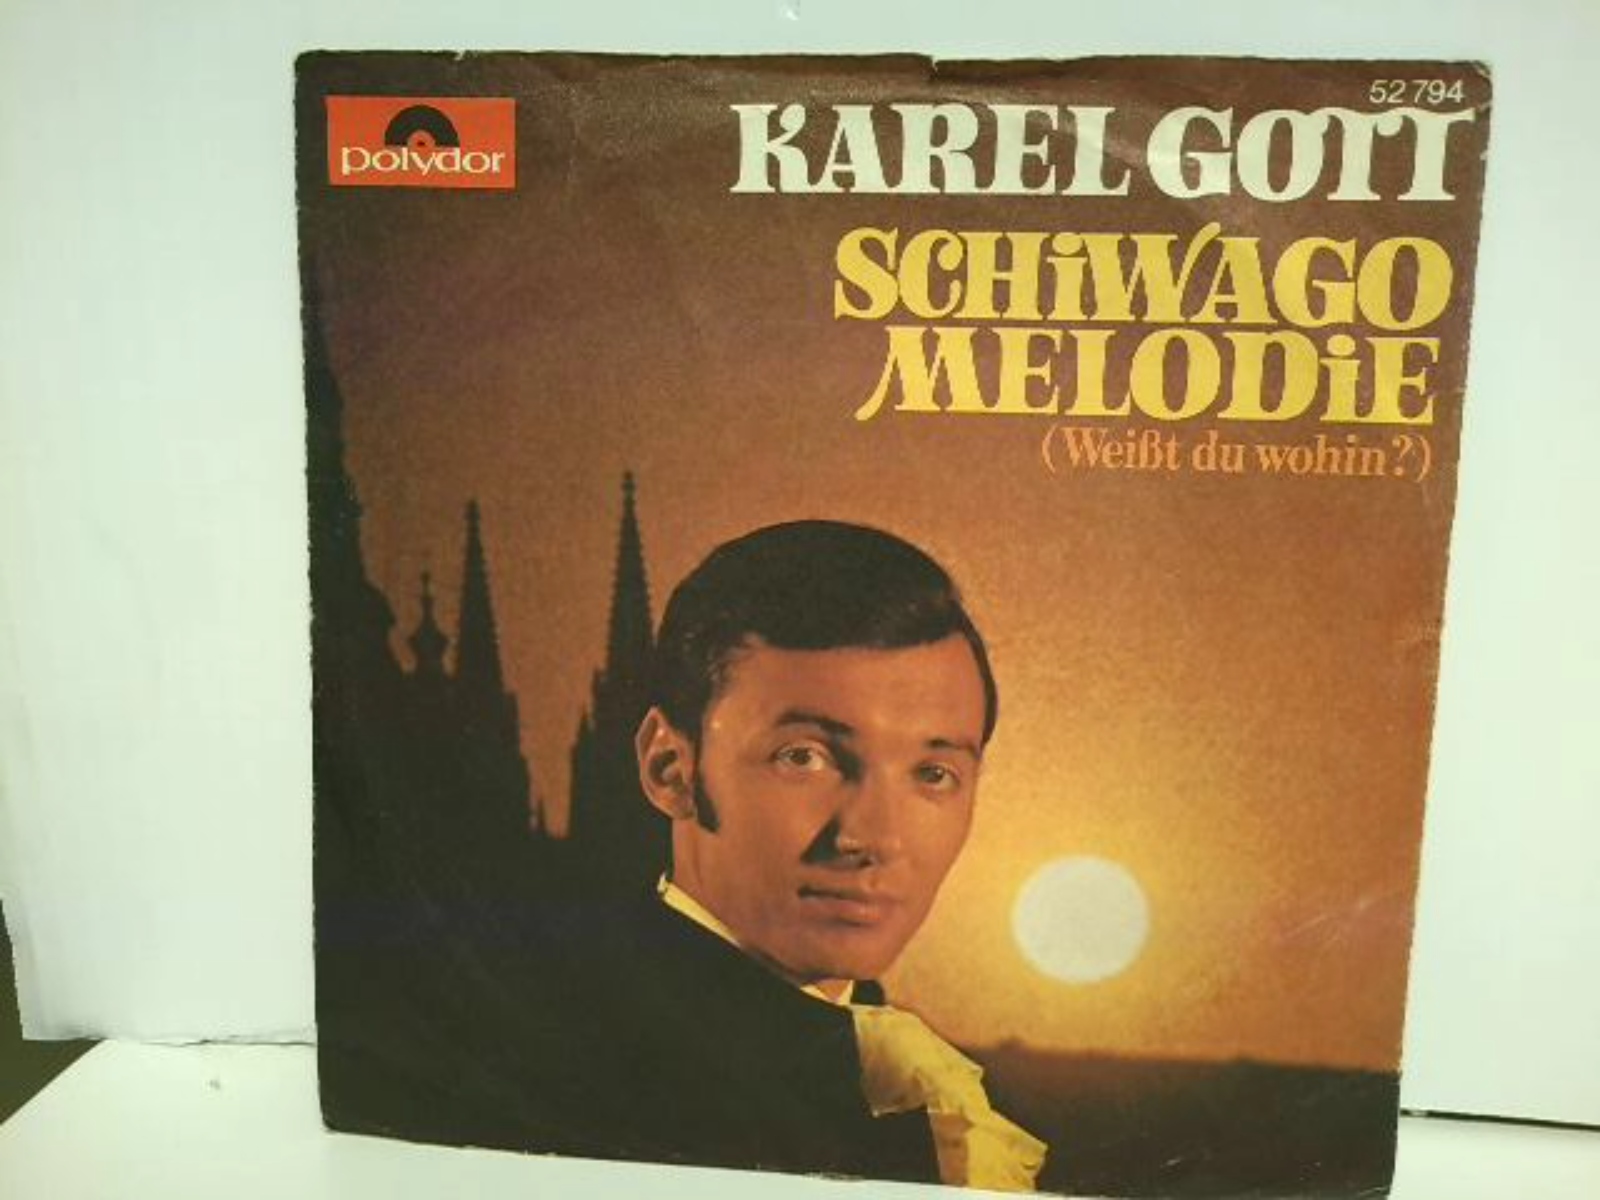 52 794
polydor
KAREL GOTT
SCHiWAGO
MELODiE
(Weißt du wohin?)